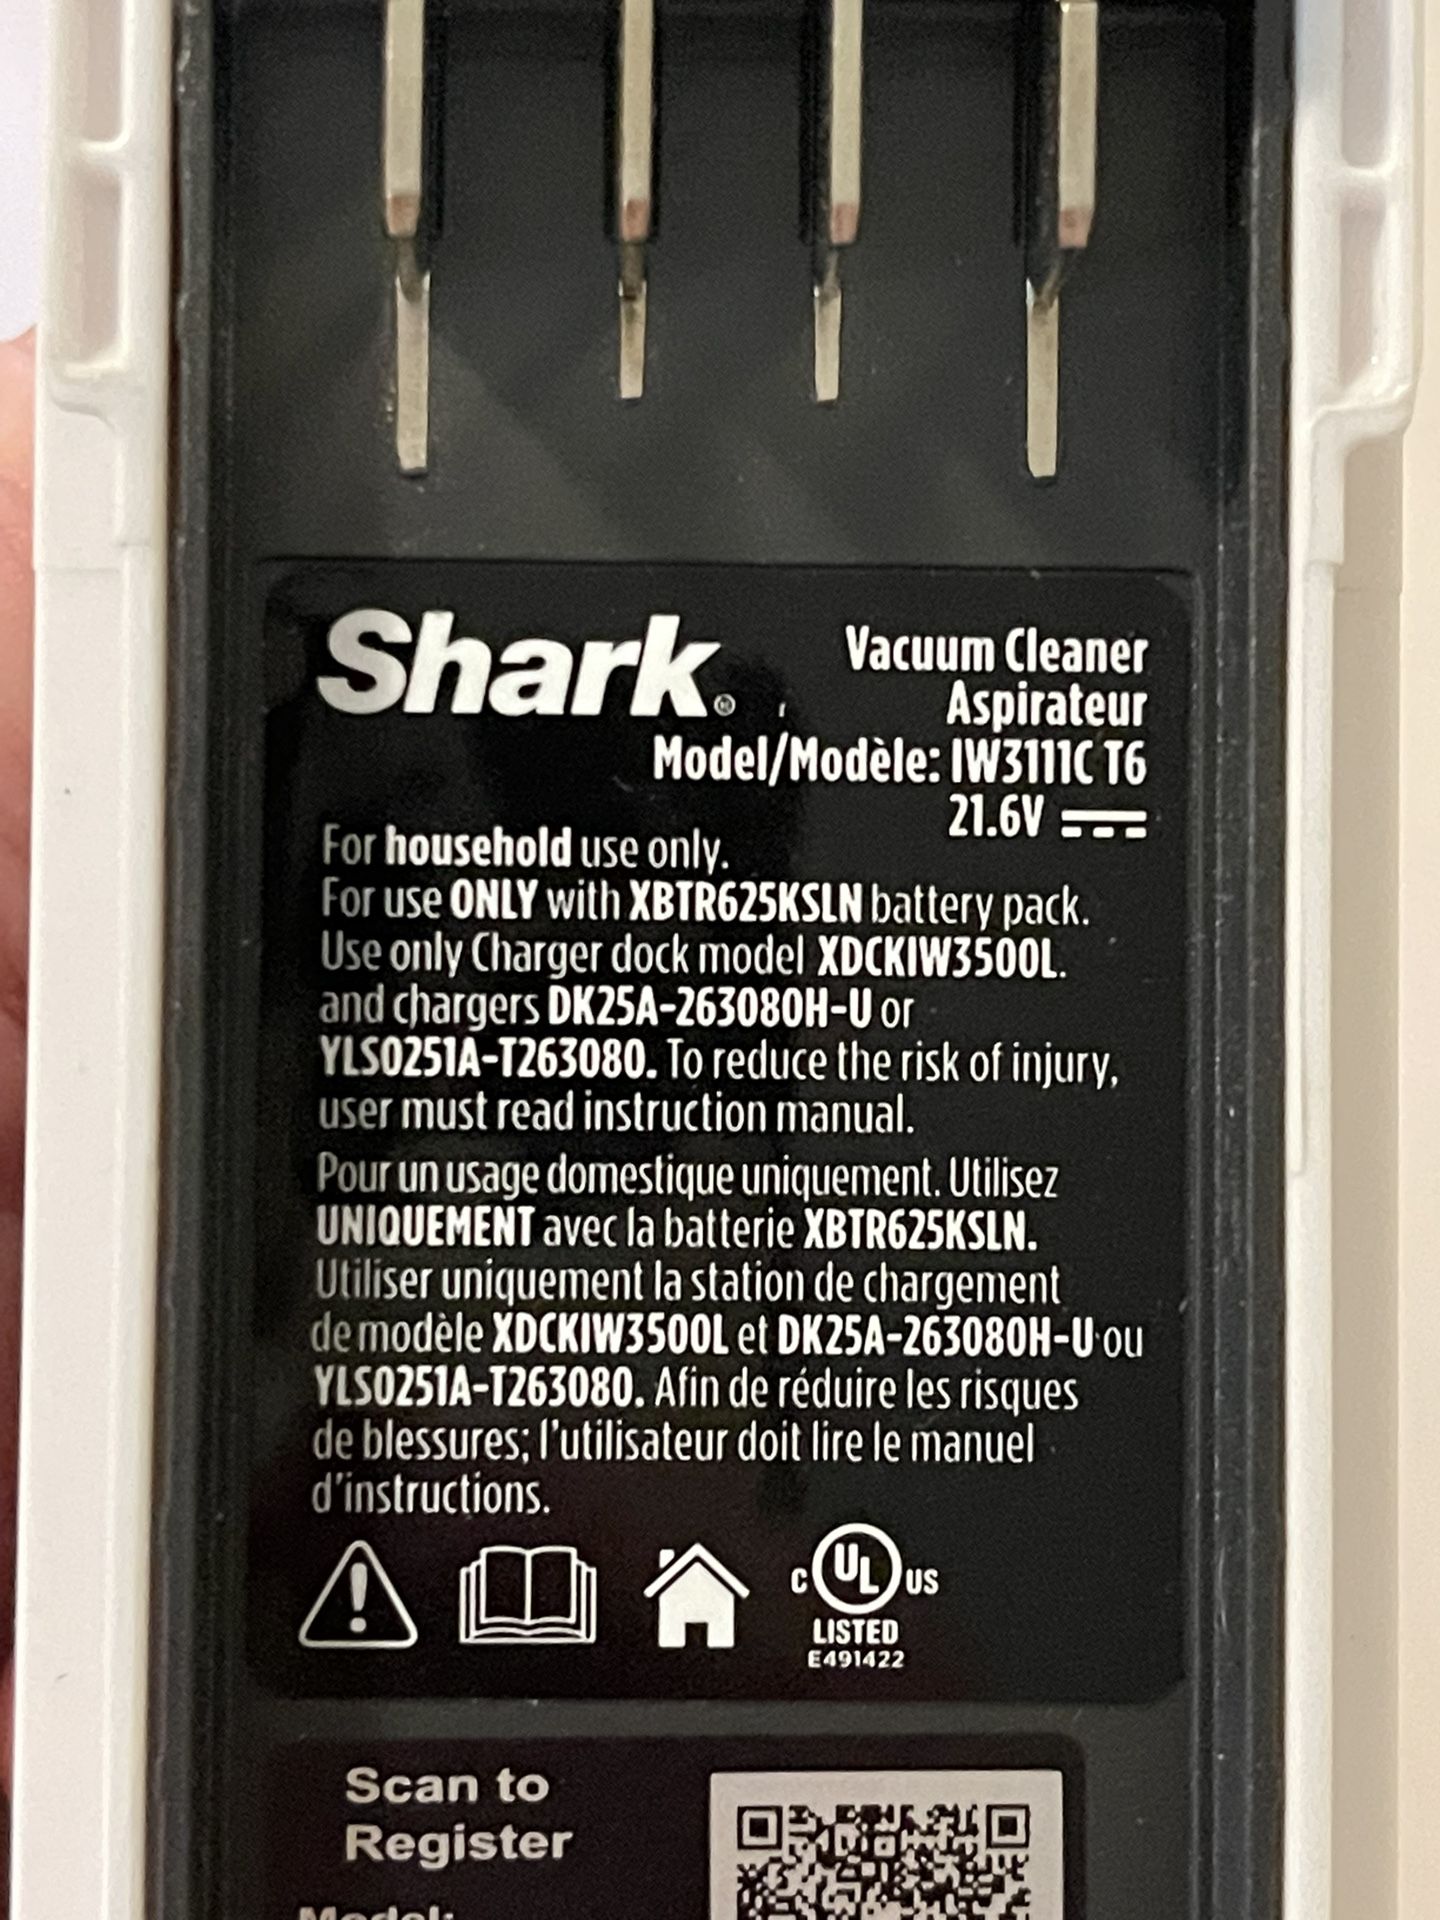 Shark®
Vacuum Cleaner
Aspirateur
Model/Modèle: IW3111C T6
21.6V
For household use only.
For use ONLY with XBTR625KSLN battery pack.
Use only Charger dock model XDCKIW3500L.
and chargers DK25A-263080H-U or
YLS0251A-T263080. To reduce the risk of injury,
user must read instruction manual.
Pour un usage domestique uniquement. Utilisez
UNIQUEMENT avec la batterie XBTR625KSLN.
Utiliser uniquement la station de chargement
de modèle XDCKIW3500L et DK25A-263080H-U ou
YLS0251A-T263080. Afin de réduire les risques
de blessures; l'utilisateur doit lire le manuel
d'instructions.
C UL US
LISTED
E491422
Scan to
Register
Model: